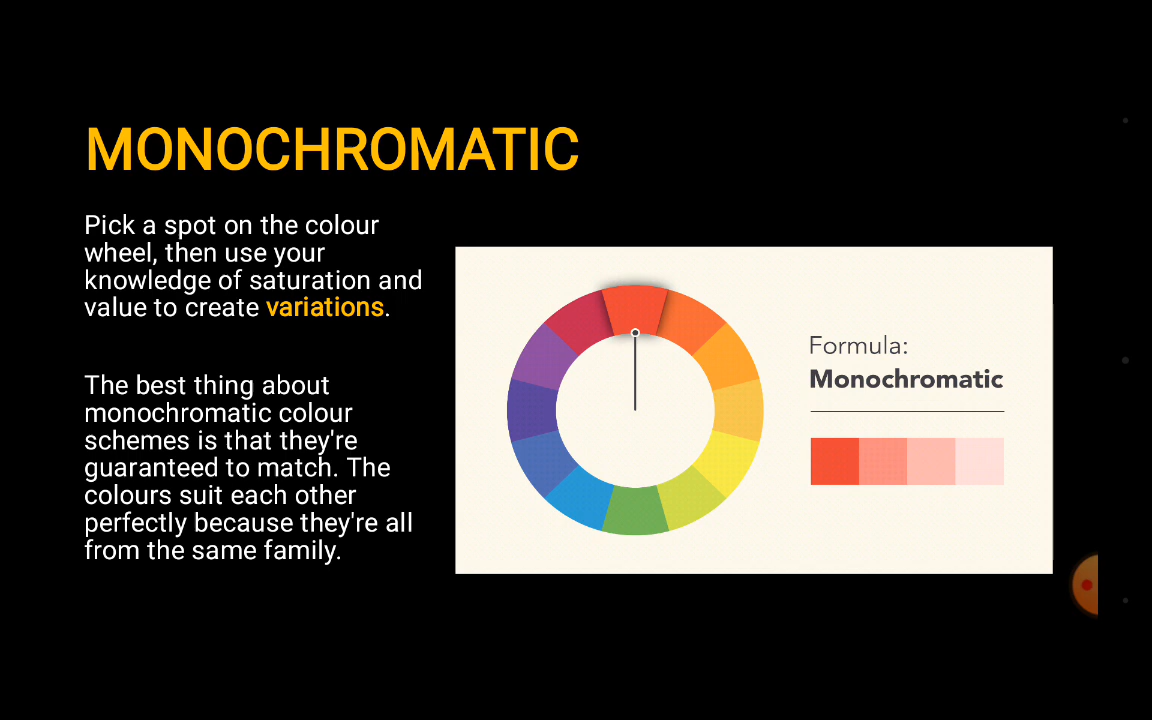 MONOCHROMATIC
Pick a spot on the colour
wheel, then use your
knowledge of saturation and
value to create variations.
The best thing about
monochromatic colour
schemes is that they're
guaranteed to match. The
colours suit each other
perfectly because they're all
from the same family.
Formula:
Monochromatic